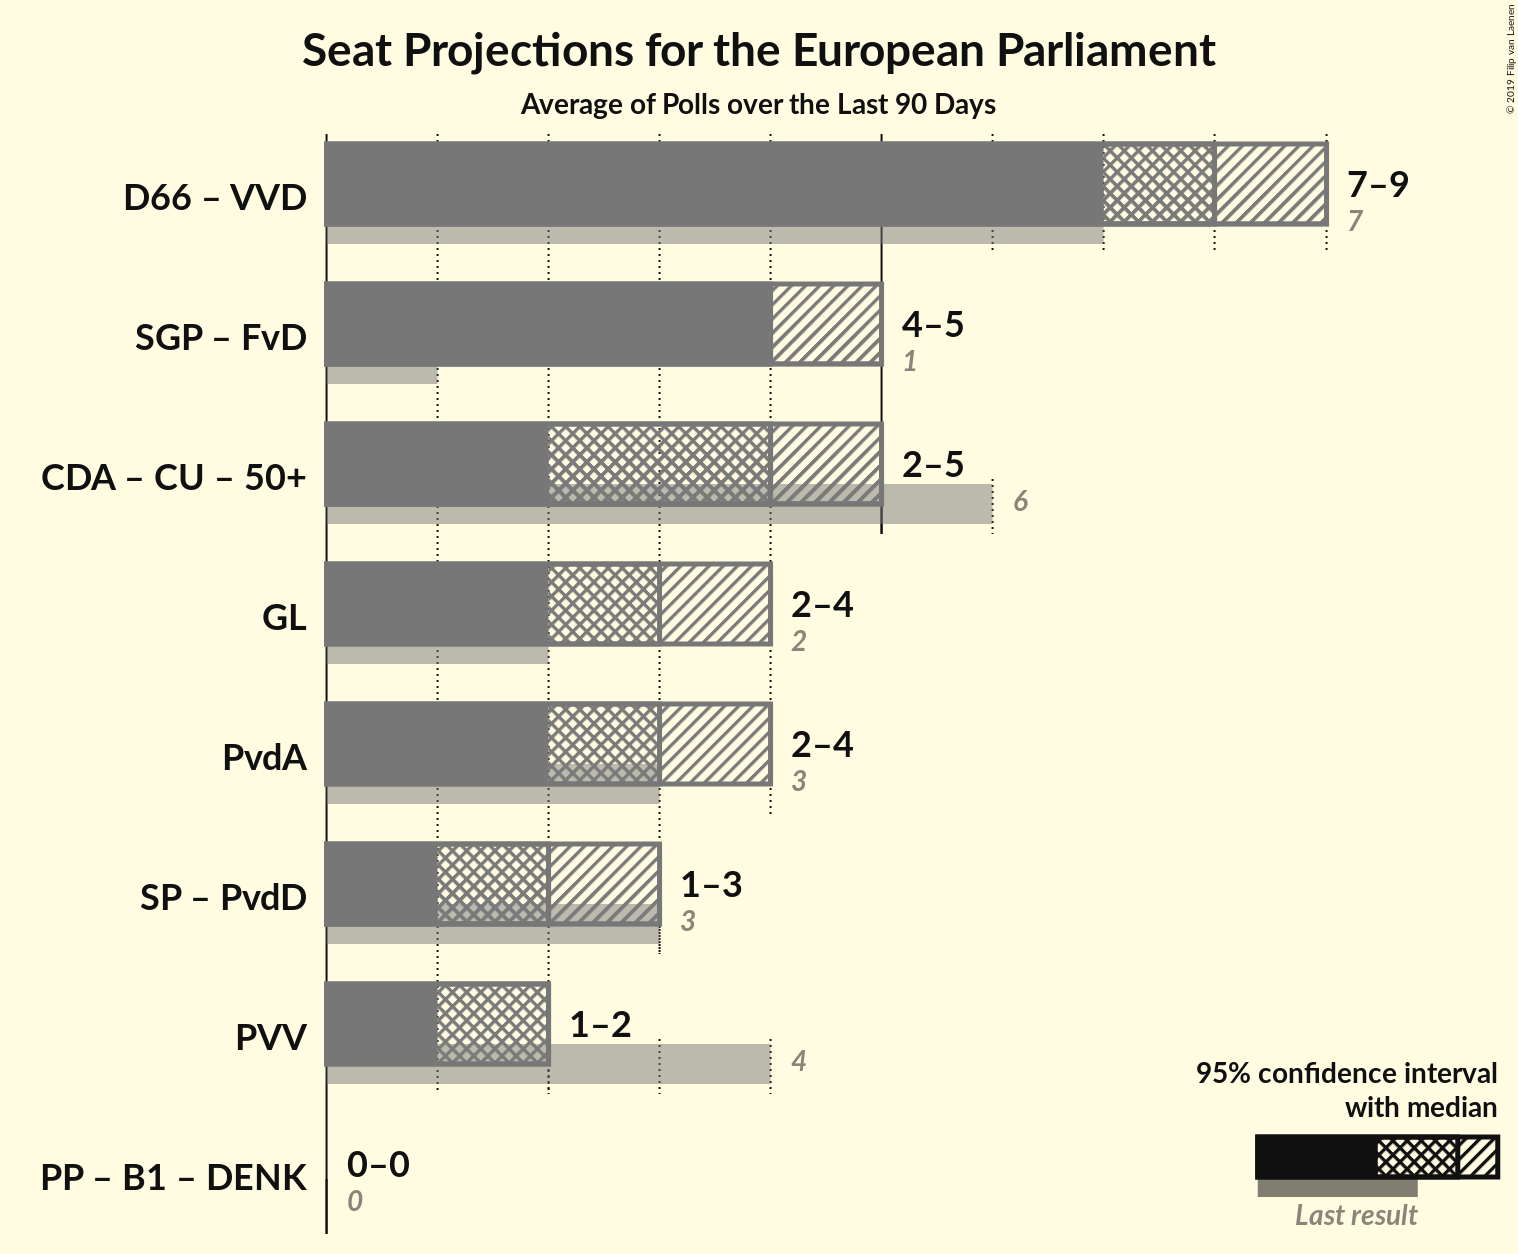 Seat Projections for the European Parliament
Average of Polls over the Last 90 Days
© 2019 Filip van Laenen
D66 – VVD
7–9
7
SGP – FvD
4–5
1
CDA – CU – 50+
2–5
6
GL
2–4
2
PvdA
2–4
3
SP – PvdD
1–3
3
PVV
1–2
4
PP – B1 – DENK
0–0
0
95% confidence interval
with median
Last result